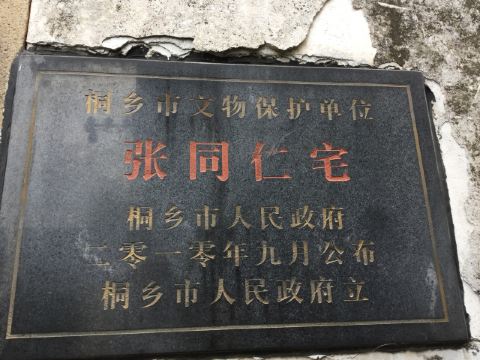 桐乡市文物保护单位
张同仁宅
桐乡市人民政府
二零一零年九月公布
桐乡市人民政府立